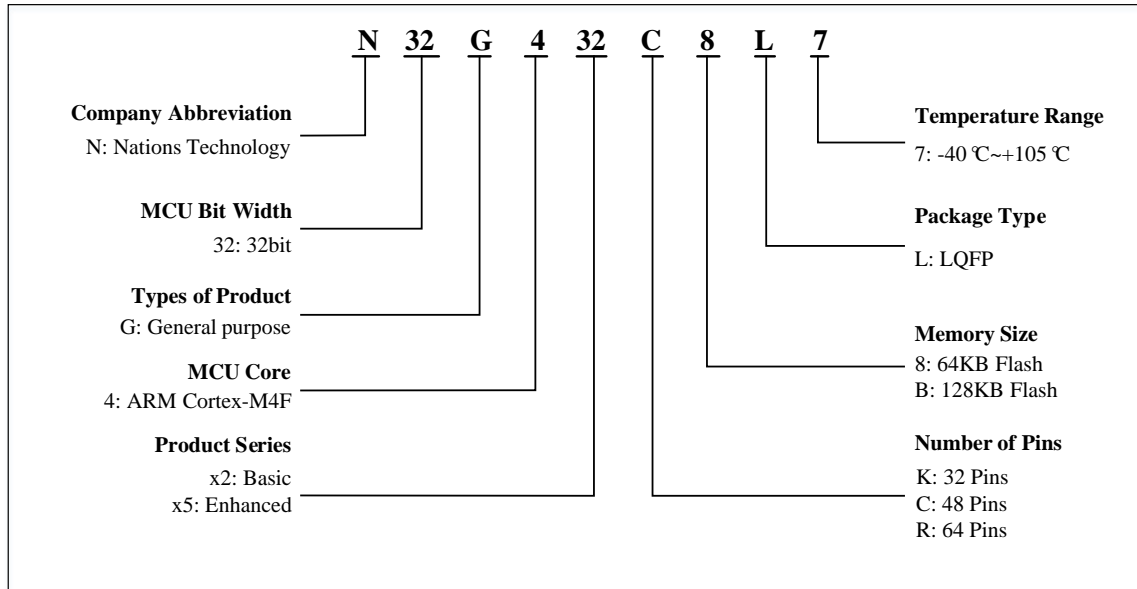 N 32 G 4 32 C 8 L 7
Company Abbreviation
N: Nations Technology
MCU Bit Width
32: 32bit
Types of Product
G: General purpose
MCU Core
4: ARM Cortex-M4F
Product Series
x2: Basic
x5: Enhanced
Temperature Range
7: -40℃~+105℃
Package Type
L: LQFP
Memory Size
8: 64KB Flash
B: 128KB Flash
Number of Pins
K: 32 Pins
C: 48 Pins
R: 64 Pins